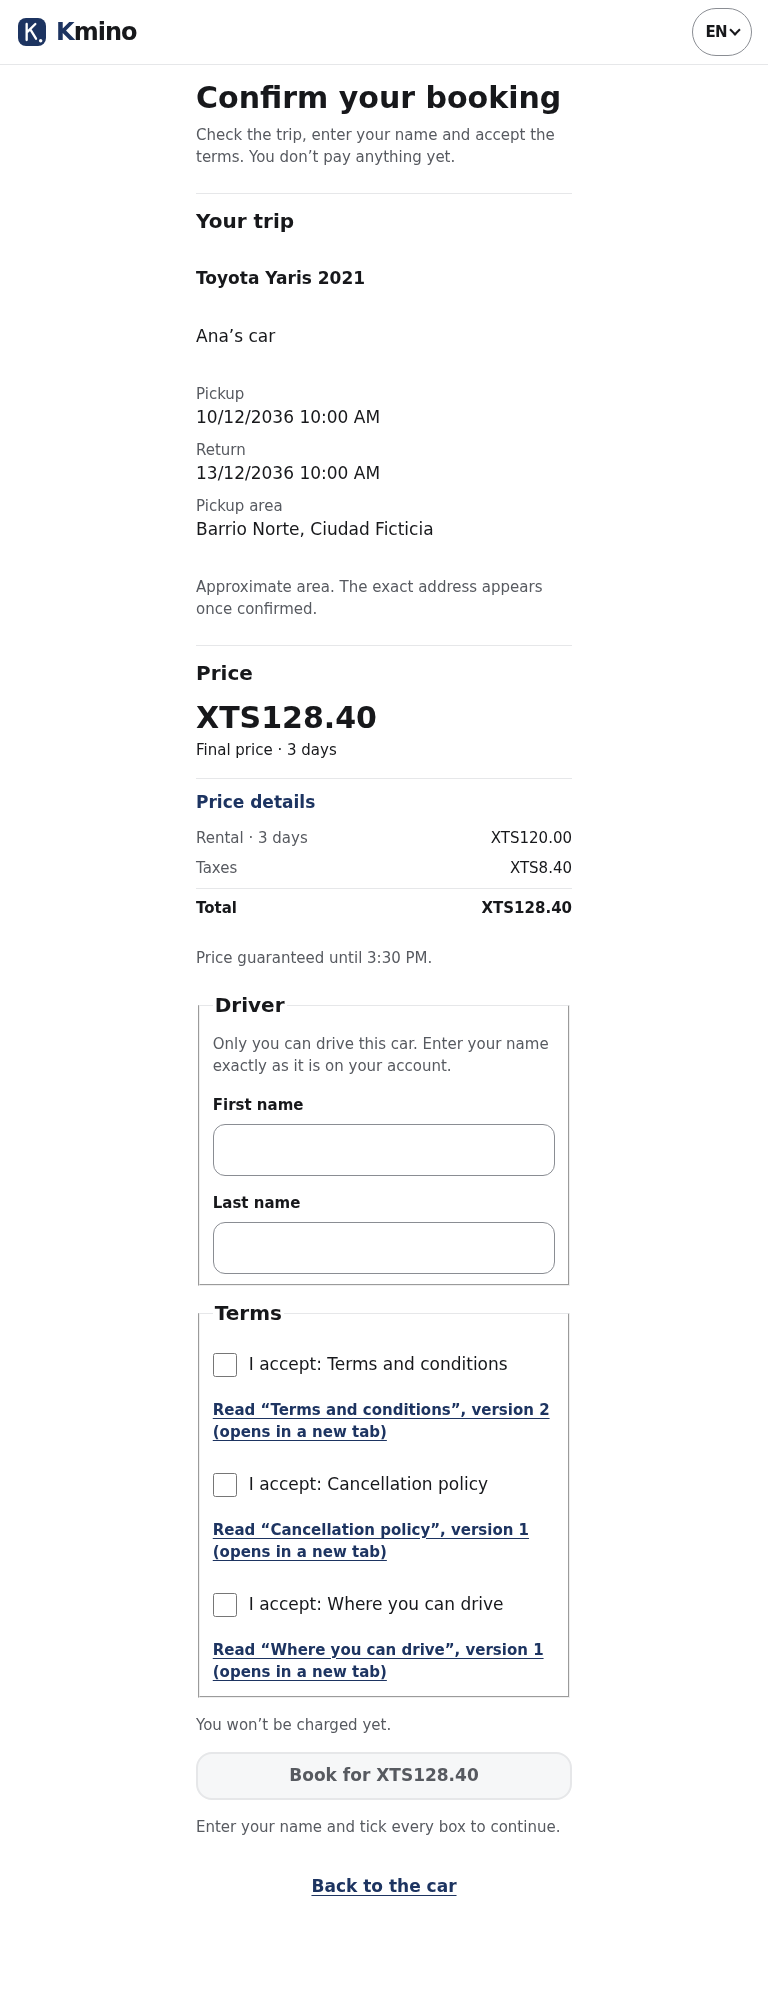 K. Kmino
EN
Confirm your booking
Check the trip, enter your name and accept the
terms. You don’t pay anything yet.
Your trip
Toyota Yaris 2021
Ana’s car
Pickup
10/12/2036 10:00 AM
Return
13/12/2036 10:00 AM
Pickup area
Barrio Norte, Ciudad Ficticia
Approximate area. The exact address appears
once confirmed.
Price
XTS128.40
Final price · 3 days
Price details
Rental · 3 days XTS120.00
Taxes XTS8.40
Total XTS128.40
Price guaranteed until 3:30 PM.
Driver
Only you can drive this car. Enter your name
exactly as it is on your account.
First name
Last name
Terms
I accept: Terms and conditions
Read “Terms and conditions”, version 2
(opens in a new tab)
I accept: Cancellation policy
Read “Cancellation policy”, version 1
(opens in a new tab)
I accept: Where you can drive
Read “Where you can drive”, version 1
(opens in a new tab)
You won’t be charged yet.
Book for XTS128.40
Enter your name and tick every box to continue.
Back to the car